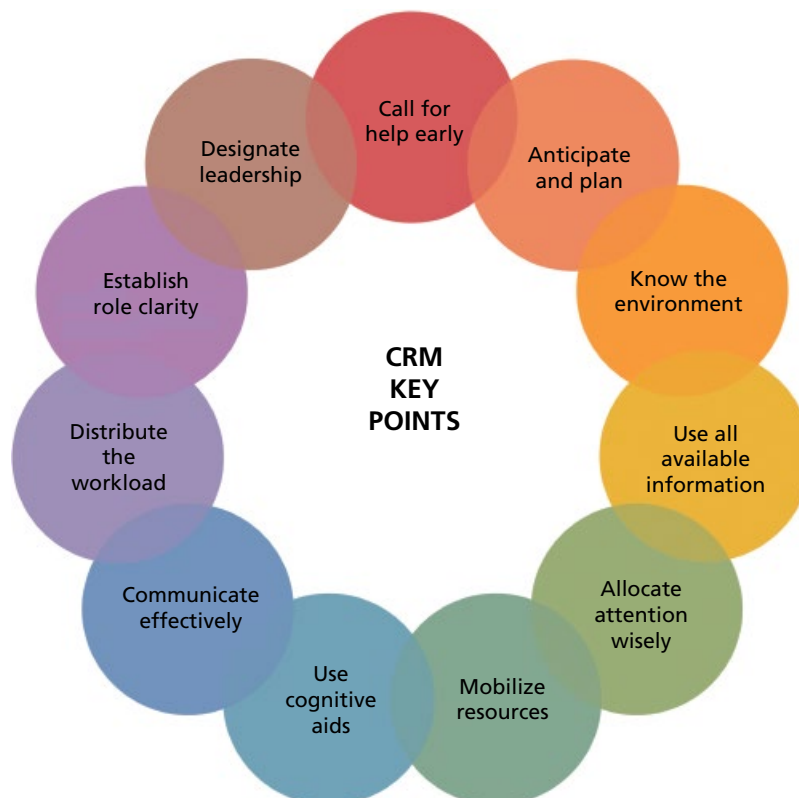 Call for
help early
Anticipate
and plan
Know the
environment
Use all
available
information
Allocate
attention
wisely
Mobilize
resources
Use
cognitive
aids
Communicate
effectively
Distribute
the
workload
Establish
role clarity
Designate
leadership
CRM
KEY
POINTS